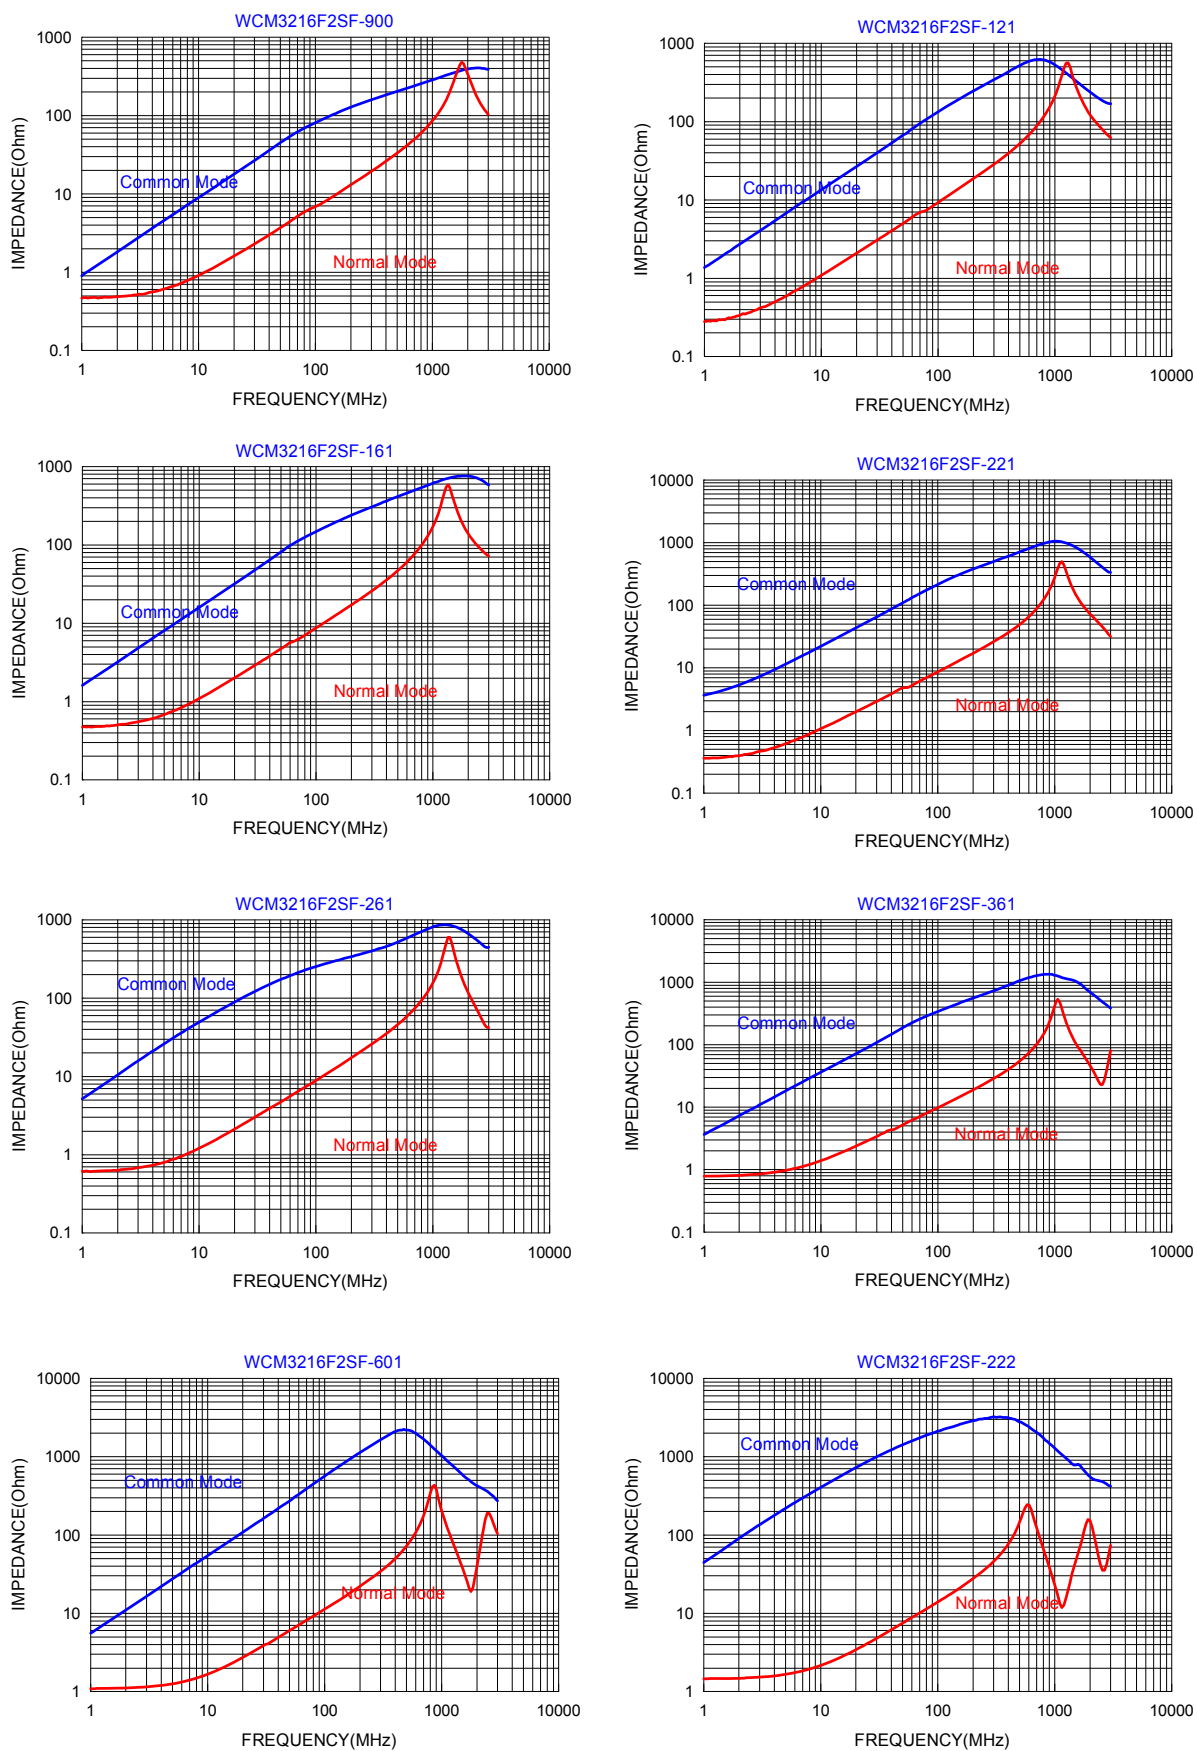 WCM3216F2SF-900
1000
100
10
1
0.1
IMPEDANCE(Ohm)
Common Mode
Normal Mode
1 10 100 1000 10000
FREQUENCY(MHz)
WCM3216F2SF-121
1000
100
10
1
0.1
IMPEDANCE(Ohm)
Common Mode
Normal Mode
1 10 100 1000 10000
FREQUENCY(MHz)
WCM3216F2SF-161
1000
100
10
1
0.1
IMPEDANCE(Ohm)
Common Mode
Normal Mode
1 10 100 1000 10000
FREQUENCY(MHz)
WCM3216F2SF-221
10000
1000
100
10
1
0.1
IMPEDANCE(Ohm)
Common Mode
Normal Mode
1 10 100 1000 10000
FREQUENCY(MHz)
WCM3216F2SF-261
1000
100
10
1
0.1
IMPEDANCE(Ohm)
Common Mode
Normal Mode
1 10 100 1000 10000
FREQUENCY(MHz)
WCM3216F2SF-361
10000
1000
100
10
1
0.1
IMPEDANCE(Ohm)
Common Mode
Normal Mode
1 10 100 1000 10000
FREQUENCY(MHz)
WCM3216F2SF-601
10000
1000
100
10
1
IMPEDANCE(Ohm)
Common Mode
Normal Mode
1 10 100 1000 10000
FREQUENCY(MHz)
WCM3216F2SF-222
10000
1000
100
10
1
IMPEDANCE(Ohm)
Common Mode
Normal Mode
1 10 100 1000 10000
FREQUENCY(MHz)